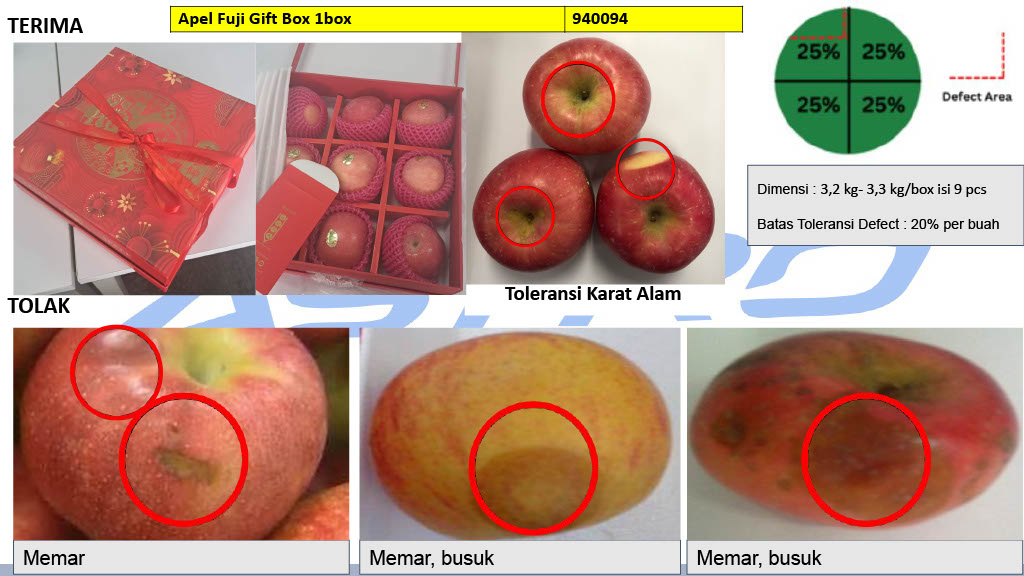 TERIMA
Apel Fuji Gift Box 1box
940094
25%
25%
25%
25%
Defect Area
Dimensi : 3,2 kg- 3,3 kg/box isi 9 pcs
Batas Toleransi Defect : 20% per buah
Toleransi Karat Alam
TOLAK
Memar
Memar, busuk
Memar, busuk